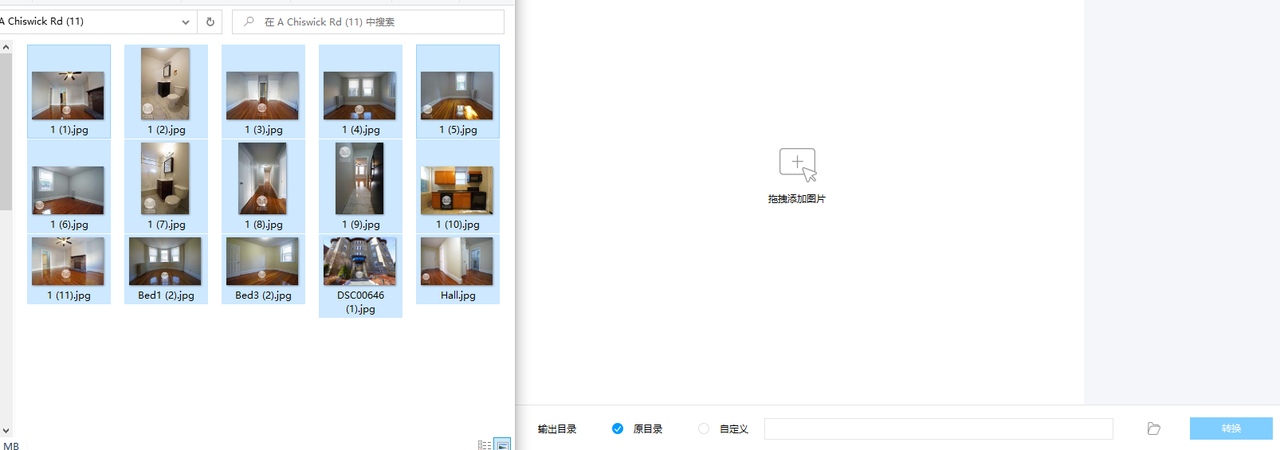 A Chiswick Rd (11)
在 A Chiswick Rd (11) 中搜索
1 (1).jpg
1 (2).jpg
1 (3).jpg
1 (4).jpg
1 (5).jpg
1 (6).jpg
1 (7).jpg
1 (8).jpg
1 (9).jpg
1 (10).jpg
1 (11).jpg
Bed1 (2).jpg
Bed3 (2).jpg
DSC00646
(1).jpg
Hall.jpg
MB
拖拽添加图片
输出目录
原目录
自定义
转换